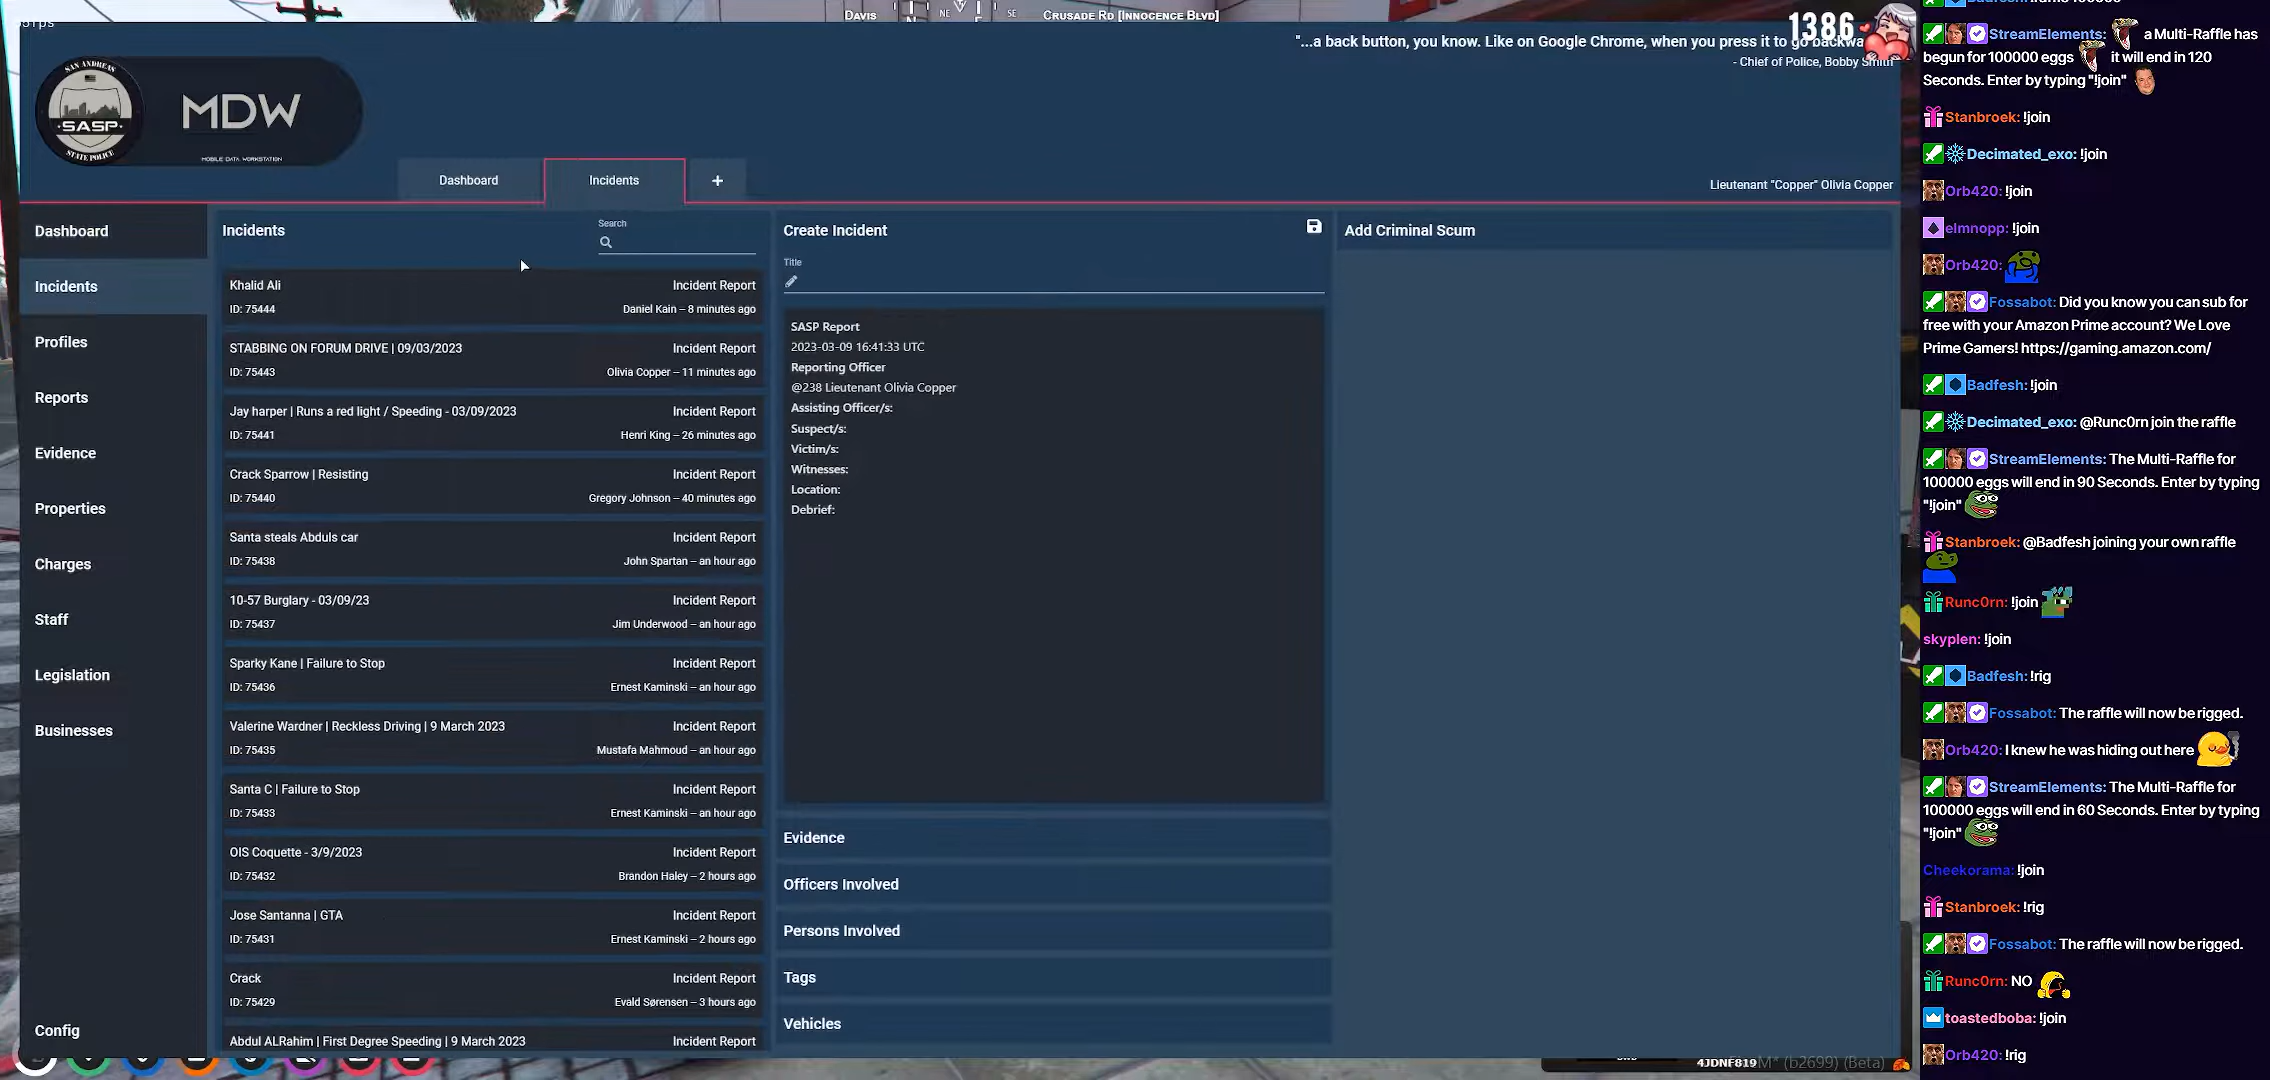 DAVIS
NE
SE
CRUSADE RD [INNOCENCE BLVD]
1386
"...a back button, you know. Like on Google Chrome, when you press it to go backwa
- Chief of Police, Bobby Smith
SAN ANDREAS
SASP
STATE POLICE
MDW
MOBILE DATA WORKSTATION
Dashboard
Incidents
+
Lieutenant "Copper" Olivia Copper
Dashboard
Incidents
Profiles
Reports
Evidence
Properties
Charges
Staff
Legislation
Businesses
Config
Incidents
Search
Khalid Ali Incident Report
ID: 75444 Daniel Kain – 8 minutes ago
STABBING ON FORUM DRIVE | 09/03/2023 Incident Report
ID: 75443 Olivia Copper – 11 minutes ago
Jay harper | Runs a red light / Speeding - 03/09/2023 Incident Report
ID: 75441 Henri King – 26 minutes ago
Crack Sparrow | Resisting Incident Report
ID: 75440 Gregory Johnson – 40 minutes ago
Santa steals Abduls car Incident Report
ID: 75438 John Spartan – an hour ago
10-57 Burglary - 03/09/23 Incident Report
ID: 75437 Jim Underwood – an hour ago
Sparky Kane | Failure to Stop Incident Report
ID: 75436 Ernest Kaminski – an hour ago
Valerine Wardner | Reckless Driving | 9 March 2023 Incident Report
ID: 75435 Mustafa Mahmoud – an hour ago
Santa C | Failure to Stop Incident Report
ID: 75433 Ernest Kaminski – an hour ago
OIS Coquette - 3/9/2023 Incident Report
ID: 75432 Brandon Haley – 2 hours ago
Jose Santanna | GTA Incident Report
ID: 75431 Ernest Kaminski – 2 hours ago
Crack Incident Report
ID: 75429 Evald Sørensen – 3 hours ago
Abdul ALRahim | First Degree Speeding | 9 March 2023 Incident Report
Create Incident
Title
SASP Report
2023-03-09 16:41:33 UTC
Reporting Officer
@238 Lieutenant Olivia Copper
Assisting Officer/s:
Suspect/s:
Victim/s:
Witnesses:
Location:
Debrief:
Evidence
Officers Involved
Persons Involved
Tags
Vehicles
Add Criminal Scum
4JDNF819
M* (b2699) (Beta)
StreamElements: a Multi-Raffle has
begun for 100000 eggs it will end in 120
Seconds. Enter by typing "!join"
Stanbroek: !join
Decimated_exo: !join
Orb420: !join
elmnopp: !join
Orb420:
Fossabot: Did you know you can sub for
free with your Amazon Prime account? We Love
Prime Gamers! https://gaming.amazon.com/
Badfesh: !join
Decimated_exo: @Runc0rn join the raffle
StreamElements: The Multi-Raffle for
100000 eggs will end in 90 Seconds. Enter by typing
"!join"
Stanbroek: @Badfesh joining your own raffle
Runc0rn: !join
skyplen: !join
Badfesh: !rig
Fossabot: The raffle will now be rigged.
Orb420: I knew he was hiding out here
StreamElements: The Multi-Raffle for
100000 eggs will end in 60 Seconds. Enter by typing
"!join"
Cheekorama: !join
Stanbroek: !rig
Fossabot: The raffle will now be rigged.
Runc0rn: NO
toastedboba: !join
Orb420: !rig